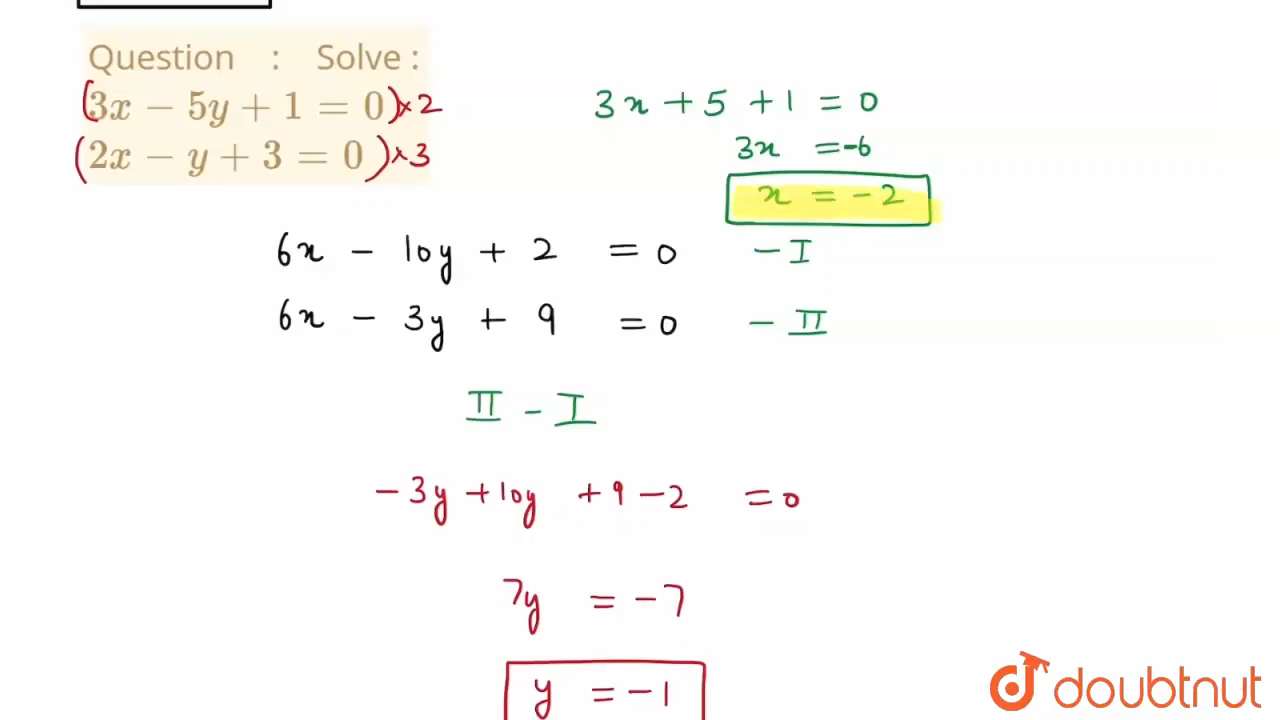 Question : Solve :
(3x − 5y + 1 = 0)×2
(2x − y + 3 = 0)×3
3x + 5 + 1 = 0
3x = -6
x = -2
6x - 10y + 2 = 0 - I
6x - 3y + 9 = 0 - II
II - I
-3y + 10y + 9 - 2 = 0
7y = -7
y = -1
doubtnut